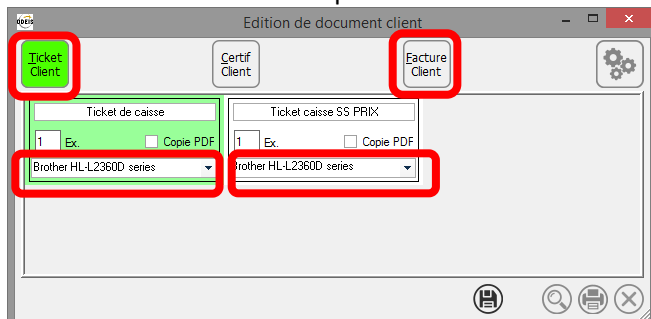 QDEIS
Edition de document client
Ticket
Client
Certif
Client
Facture
Client
Ticket de caisse
Ticket caisse SS PRIX
1 Ex. Copie PDF
1 Ex. Copie PDF
Brother HL-L2360D series
Brother HL-L2360D series